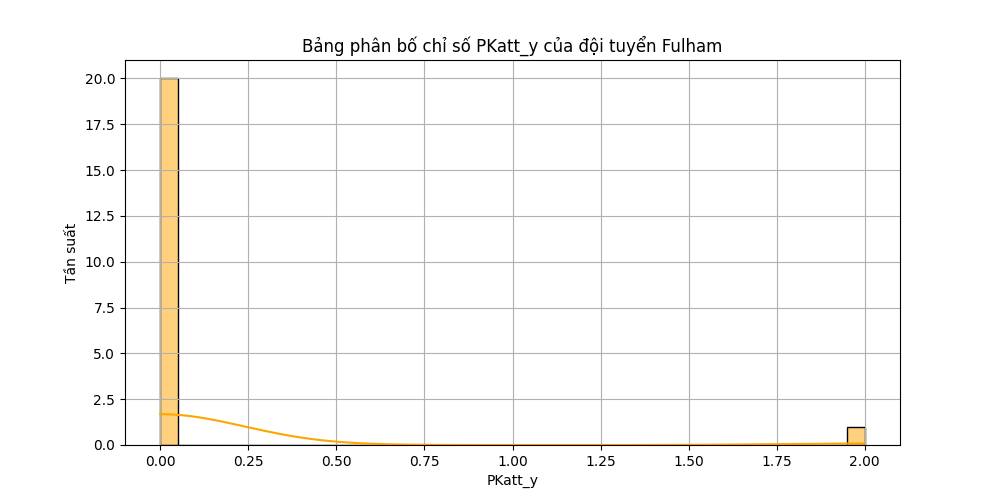 Bảng phân bố chỉ số PKatt_y của đội tuyển Fulham
Tần suất
20.0
17.5
15.0
12.5
10.0
7.5
5.0
2.5
0.0
0.00 0.25 0.50 0.75 1.00 1.25 1.50 1.75 2.00
PKatt_y